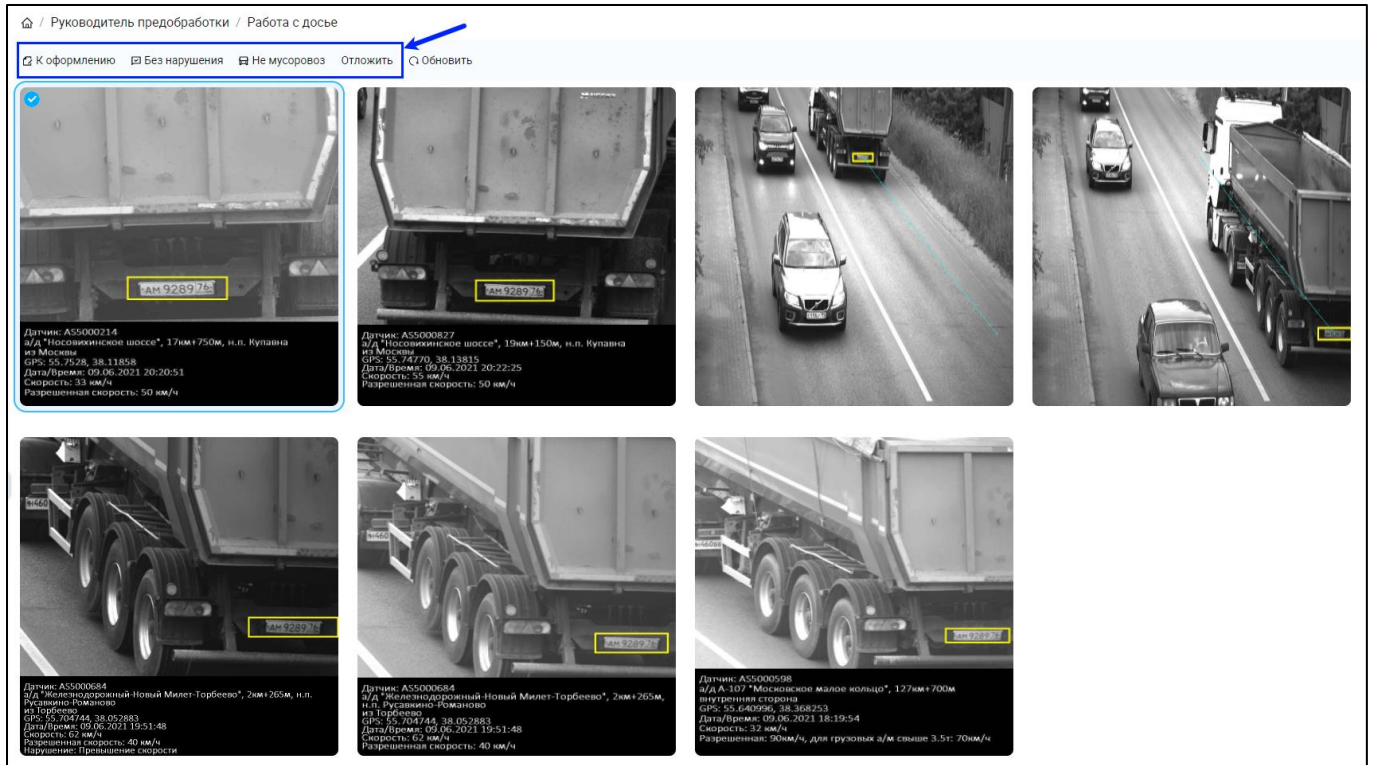 / Руководитель предобработки / Работа с досье
К оформлению Без нарушения Не мусоровоз Отложить Обновить
АМ 9289 76
Датчик: AS5000214
а/д "Носовихинское шоссе", 17км+750м, н.п. Купавна
из Москвы
GPS: 55.7528, 38.11858
Дата/Время: 09.06.2021 20:20:51
Скорость: 33 км/ч
Разрешенная скорость: 50 км/ч
АМ 9289 76
Датчик: AS5000827
а/д "Носовихинское шоссе", 19км+150м, н.п. Купавна
из Москвы
GPS: 55.74770, 38.13815
Дата/Время: 09.06.2021 20:22:25
Скорость: 55 км/ч
Разрешенная скорость: 50 км/ч
АМ 9289 76
Датчик: AS5000684
а/д "Железнодорожный-Новый Милет-Торбеево", 2км+265м, н.п.
Русавкино-Романово
из Торбеево
GPS: 55.704744, 38.052883
Дата/Время: 09.06.2021 19:51:48
Скорость: 62 км/ч
Разрешенная скорость: 40 км/ч
Нарушение: Превышение скорости
АМ 9289 76
Датчик: AS5000684
а/д "Железнодорожный-Новый Милет-Торбеево", 2км+265м,
н.п. Русавкино-Романово
из Торбеево
GPS: 55.704744, 38.052883
Дата/Время: 09.06.2021 19:51:48
Скорость: 62 км/ч
Разрешенная скорость: 40 км/ч
АМ 9289 76
Датчик: AS5000598
а/д А-107 "Московское малое кольцо", 127км+700м
внутренняя сторона
GPS: 55.640996, 38.368253
Дата/Время: 09.06.2021 18:19:54
Скорость: 32 км/ч
Разрешенная: 90км/ч, для грузовых а/м свыше 3.5т: 70км/ч